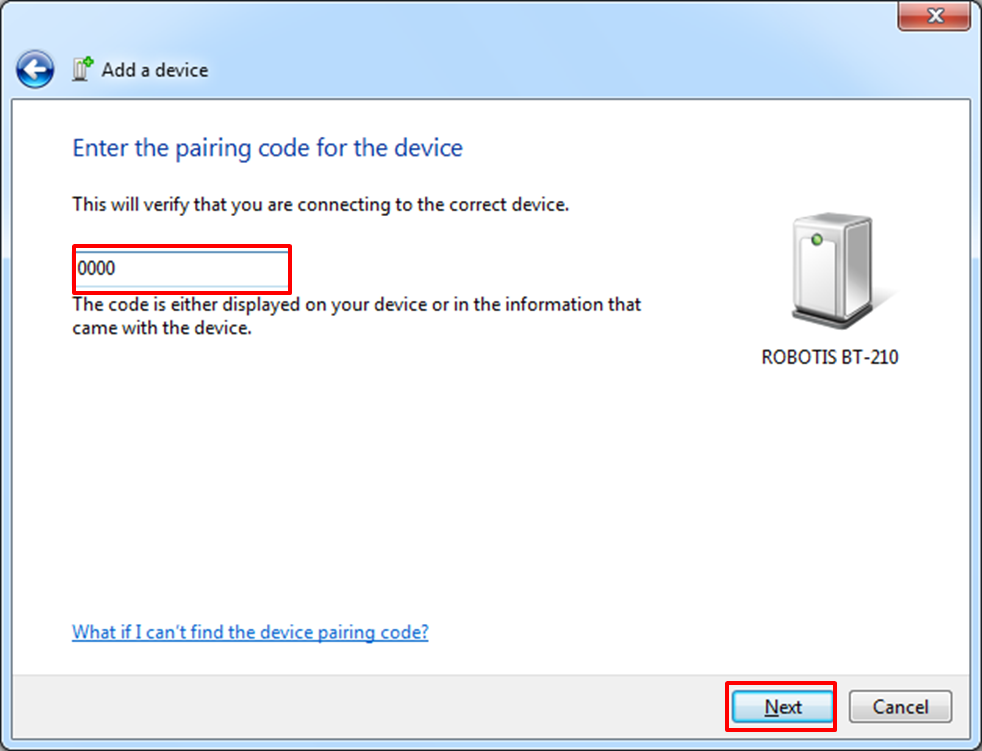 Add a device
Enter the pairing code for the device
This will verify that you are connecting to the correct device.
0000
The code is either displayed on your device or in the information that
came with the device.
ROBOTIS BT-210
What if I can't find the device pairing code?
Next
Cancel